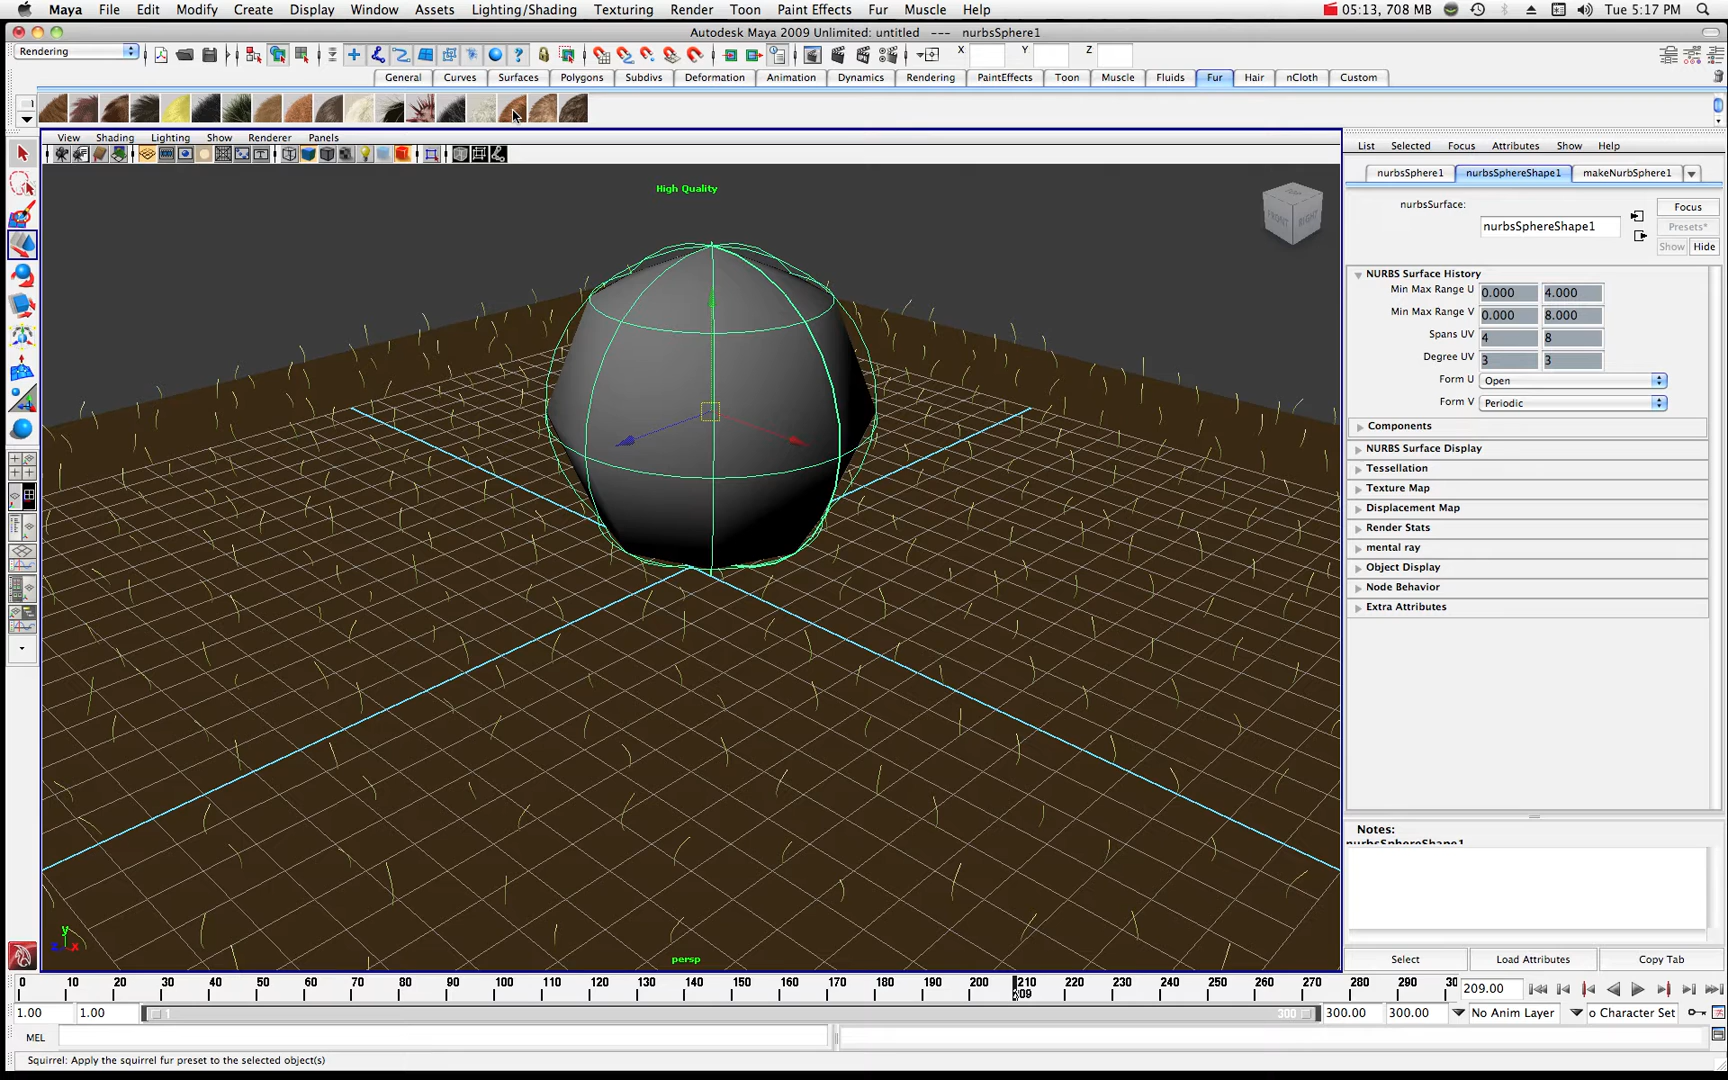 Maya File Edit Modify Create Display Window Assets Lighting/Shading Texturing Render Toon Paint Effects Fur Muscle Help 05:13, 708 MB Tue 5:17 PM
Autodesk Maya 2009 Unlimited: untitled --- nurbsSphere1
Rendering X Y Z
General Curves Surfaces Polygons Subdivs Deformation Animation Dynamics Rendering PaintEffects Toon Muscle Fluids Fur Hair nCloth Custom
View Shading Lighting Show Renderer Panels
List Selected Focus Attributes Show Help
nurbsSphere1 nurbsSphereShape1 makeNurbSphere1
High Quality
FRONT RIGHT
nurbsSurface: nurbsSphereShape1
Focus
Presets*
Show Hide
NURBS Surface History
Min Max Range U 0.000 4.000
Min Max Range V 0.000 8.000
Spans UV 4 8
Degree UV 3 3
Form U Open
Form V Periodic
Components
NURBS Surface Display
Tessellation
Texture Map
Displacement Map
Render Stats
mental ray
Object Display
Node Behavior
Extra Attributes
Notes:
nurbsSphereShape1
y
z x
persp
Select Load Attributes Copy Tab
0 10 20 30 40 50 60 70 80 90 100 110 120 130 140 150 160 170 180 190 200 210 220 230 240 250 260 270 280 290 30 209.00
209
1.00 1.00 1 300 300.00 300.00 No Anim Layer o Character Set
MEL
Squirrel: Apply the squirrel fur preset to the selected object(s)